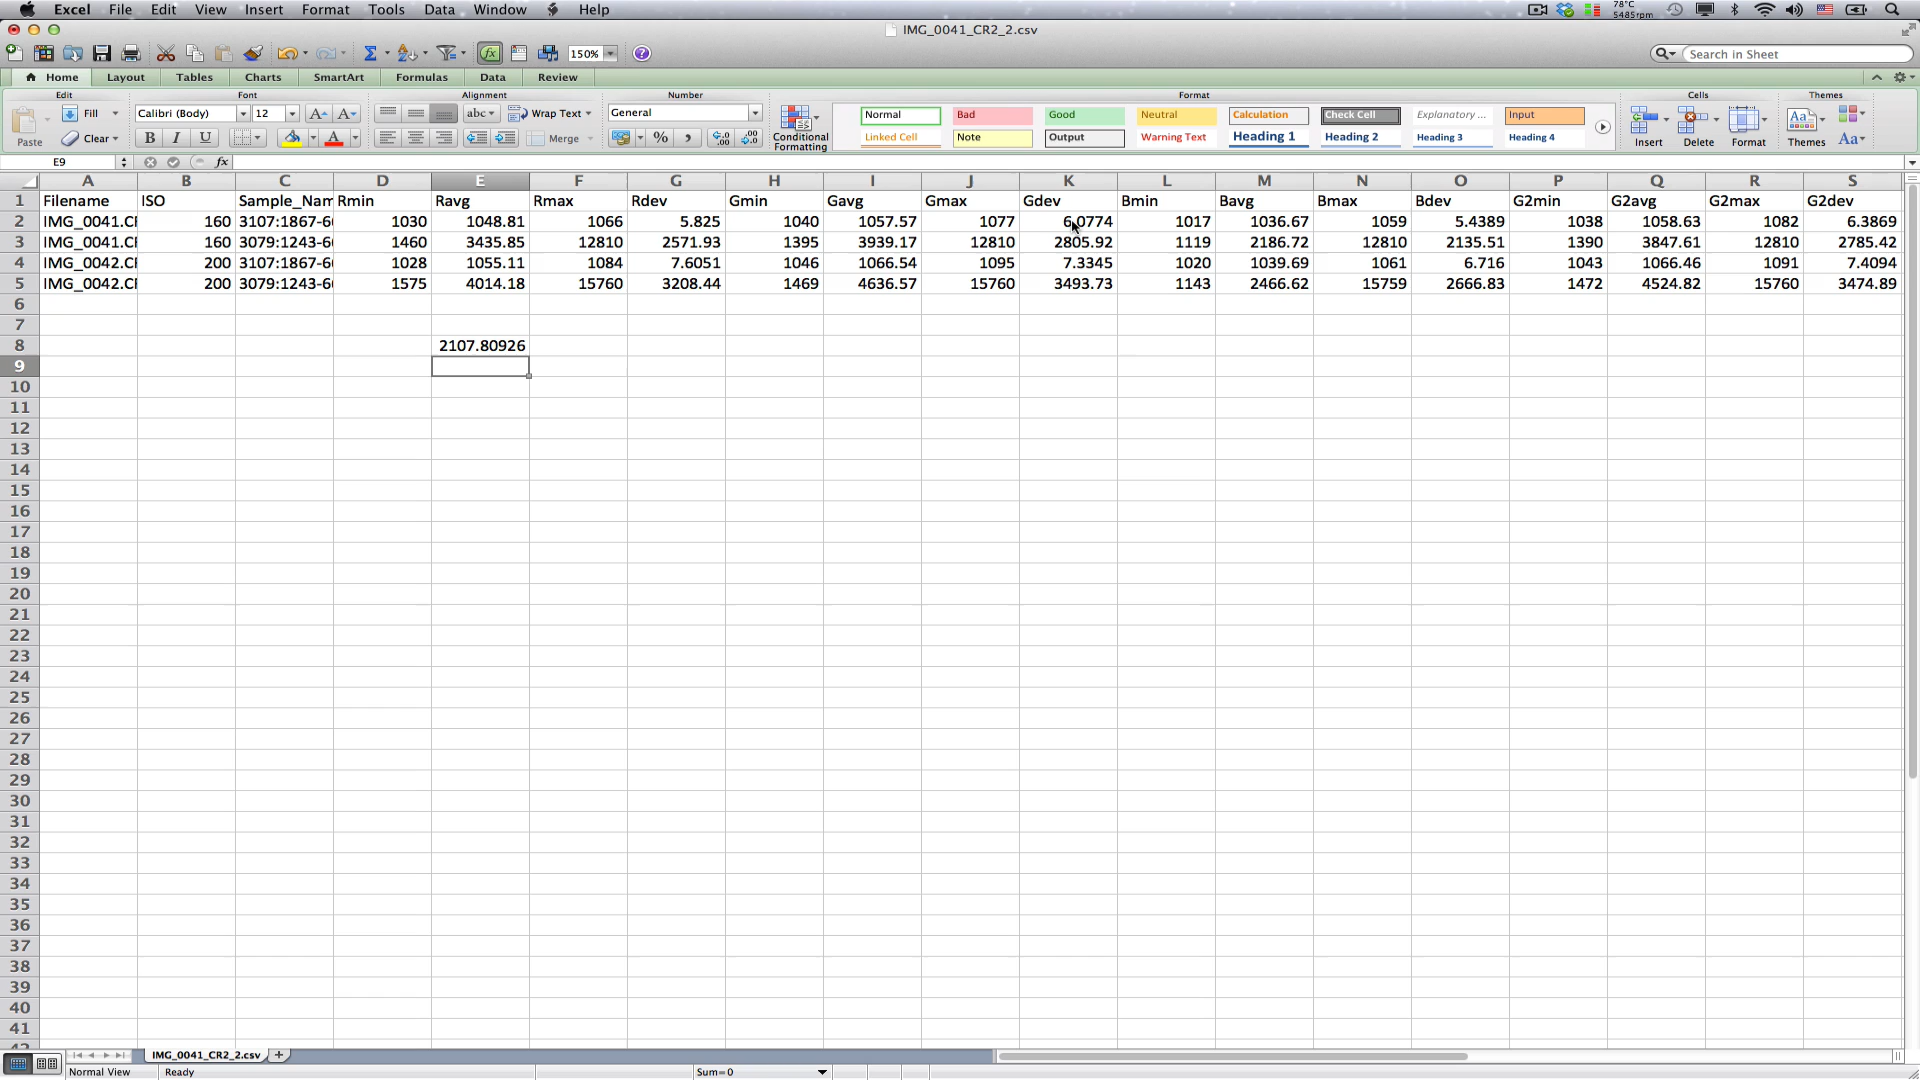 Excel File Edit View Insert Format Tools Data Window Help 78°C 5485rpm
IMG_0041_CR2_2.csv
150% Search in Sheet
Home Layout Tables Charts SmartArt Formulas Data Review
Edit Font Alignment Number Format Cells Themes
Fill Calibri (Body) 12 abc Wrap Text General Normal Bad Good Neutral Calculation Check Cell Explanatory ... Input
Paste Clear B I U A Merge % Conditional Formatting Linked Cell Note Output Warning Text Heading 1 Heading 2 Heading 3 Heading 4 Insert Delete Format Themes Aa
E9 fx
A B C D E F G H I J K L M N O P Q R S
1 Filename ISO Sample_Nam Rmin Ravg Rmax Rdev Gmin Gavg Gmax Gdev Bmin Bavg Bmax Bdev G2min G2avg G2max G2dev
2 IMG_0041.CR 160 3107:1867-6 1030 1048.81 1066 5.825 1040 1057.57 1077 6.0774 1017 1036.67 1059 5.4389 1038 1058.63 1082 6.3869
3 IMG_0041.CR 160 3079:1243-6 1460 3435.85 12810 2571.93 1395 3939.17 12810 2805.92 1119 2186.72 12810 2135.51 1390 3847.61 12810 2785.42
4 IMG_0042.CR 200 3107:1867-6 1028 1055.11 1084 7.6051 1046 1066.54 1095 7.3345 1020 1039.69 1061 6.716 1043 1066.46 1091 7.4094
5 IMG_0042.CR 200 3079:1243-6 1575 4014.18 15760 3208.44 1469 4636.57 15760 3493.73 1143 2466.62 15759 2666.83 1472 4524.82 15760 3474.89
6
7
8 2107.80926
9
10
11
12
13
14
15
16
17
18
19
20
21
22
23
24
25
26
27
28
29
30
31
32
33
34
35
36
37
38
39
40
41
IMG_0041_CR2_2.csv
Normal View Ready Sum=0